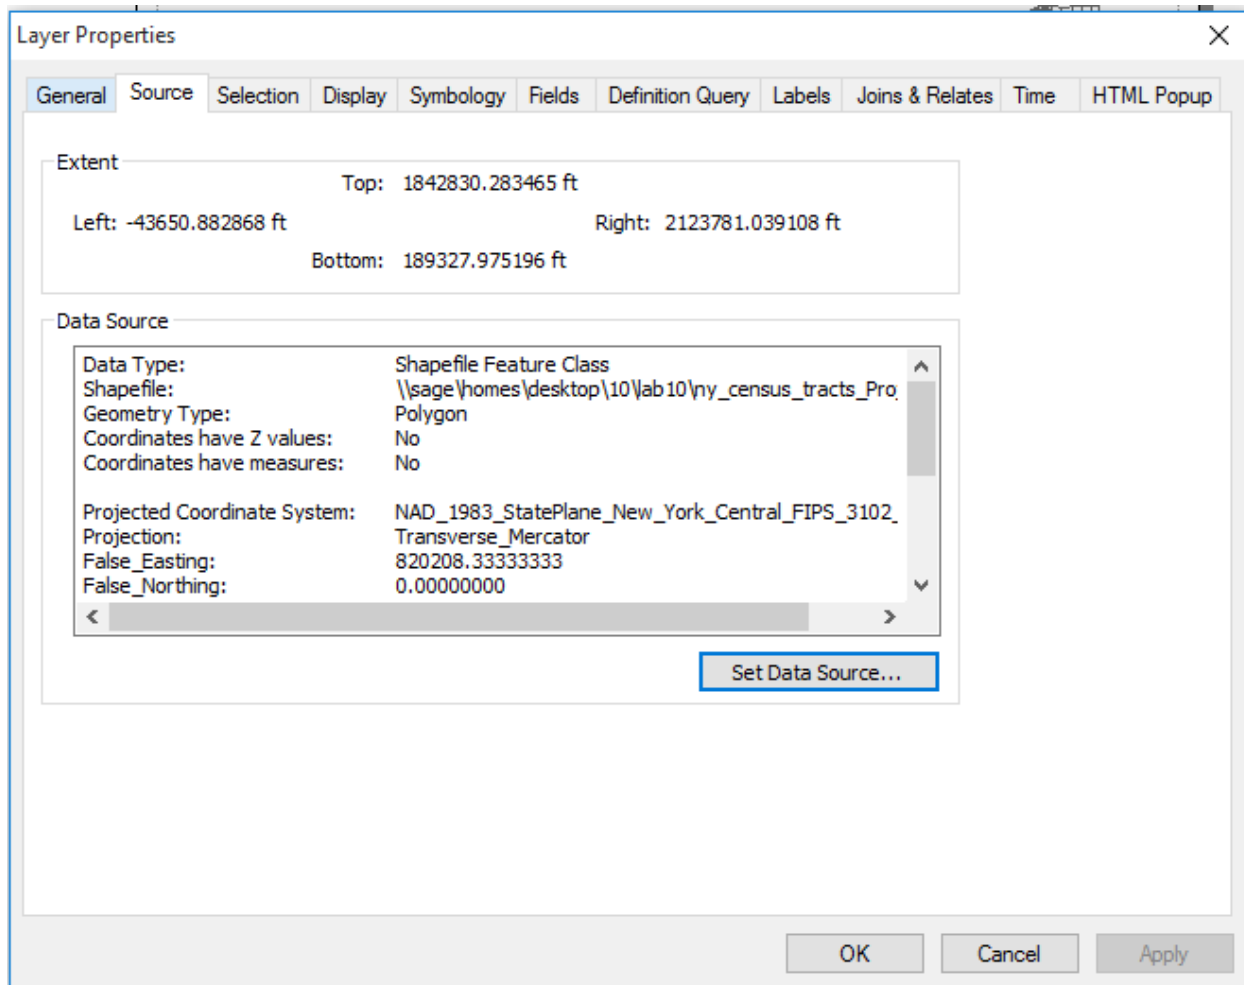 Layer Properties
General Source Selection Display Symbology Fields Definition Query Labels Joins & Relates Time HTML Popup
Extent
Top: 1842830.283465 ft
Left: -43650.882868 ft Right: 2123781.039108 ft
Bottom: 189327.975196 ft
Data Source
Data Type: Shapefile Feature Class
Shapefile: \\sage\homes\desktop\10\lab10\ny_census_tracts_Pro
Geometry Type: Polygon
Coordinates have Z values: No
Coordinates have measures: No
Projected Coordinate System: NAD_1983_StatePlane_New_York_Central_FIPS_3102_
Projection: Transverse_Mercator
False_Easting: 820208.33333333
False_Northing: 0.00000000
Set Data Source...
OK Cancel Apply